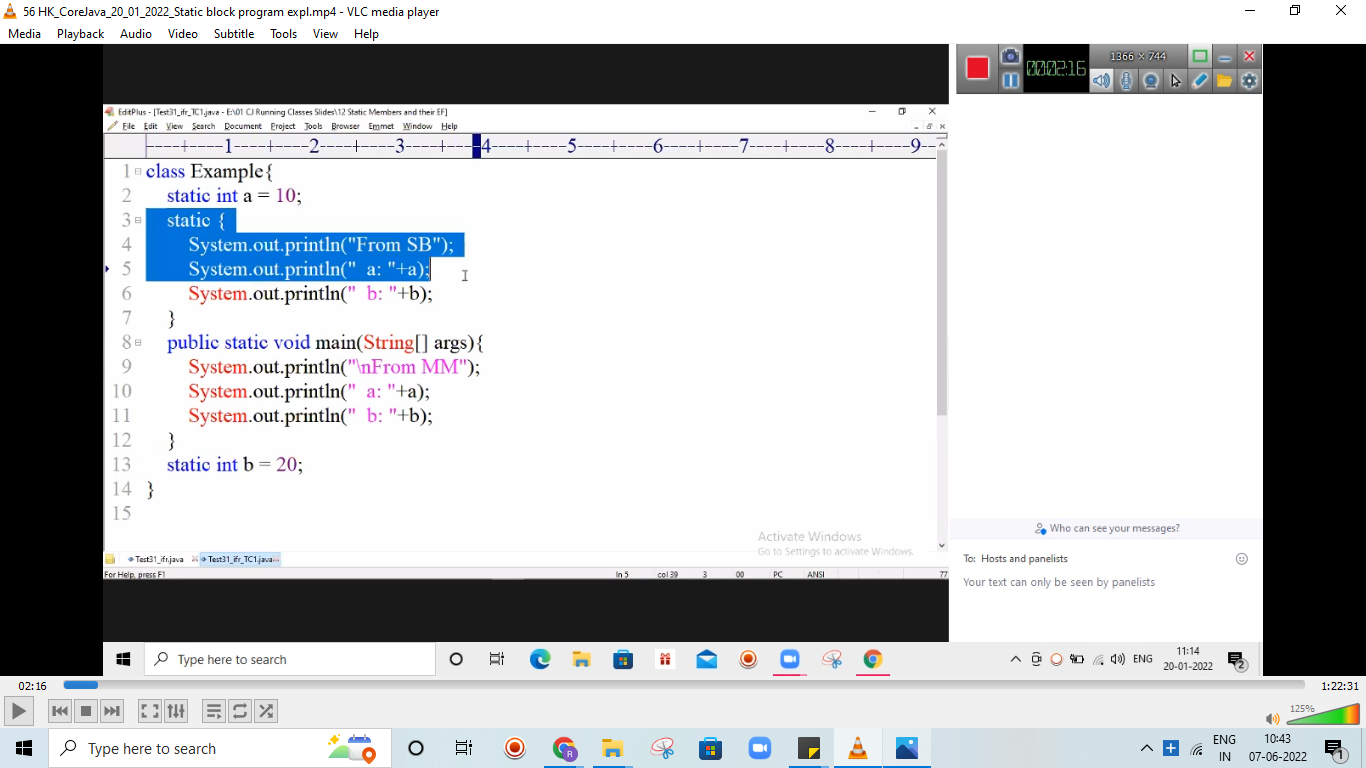 56 HK_CoreJava_20_01_2022_Static block program expl.mp4 - VLC media player
Media Playback Audio Video Subtitle Tools View Help
1366 × 744
00:02:16
EditPlus - [Test31_ifr_TC1.java - E:\01 CJ Running Classes Slides\12 Static Members and their EF]
File Edit View Search Document Project Tools Browser Emmet Window Help
----+----1----+----2----+----3----+----4----+----5----+----6----+----7----+----8----+----9--
1 class Example{
2 static int a = 10;
3 static {
4 System.out.println("From SB");
5 System.out.println("  a: "+a);
6 System.out.println("  b: "+b);
7 }
8 public static void main(String[] args){
9 System.out.println("\nFrom MM");
10 System.out.println("  a: "+a);
11 System.out.println("  b: "+b);
12 }
13 static int b = 20;
14 }
15
Activate Windows
Go to Settings to activate Windows.
Test31_ifr.java Test31_ifr_TC1.java
For Help, press F1 ln 5 col 39 3 00 PC ANSI 77
Who can see your messages?
To: Hosts and panelists
Your text can only be seen by panelists
Type here to search
ENG
11:14
20-01-2022
2
02:16 1:22:31
125%
Type here to search
R
ENG
IN
10:43
07-06-2022
1